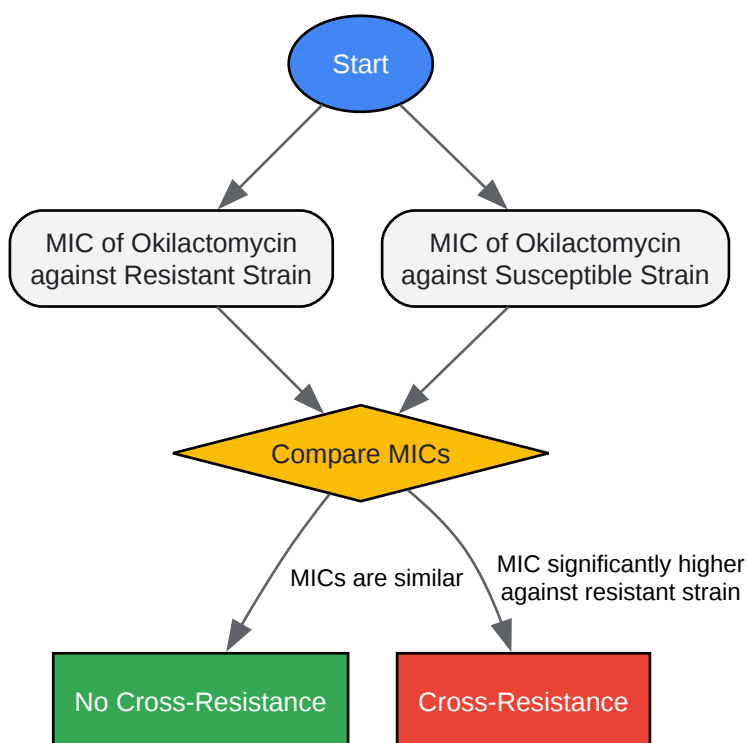 Start
MIC of Okilactomycin
against Resistant Strain
MIC of Okilactomycin
against Susceptible Strain
Compare MICs
MICs are similar
MIC significantly higher
against resistant strain
No Cross-Resistance
Cross-Resistance